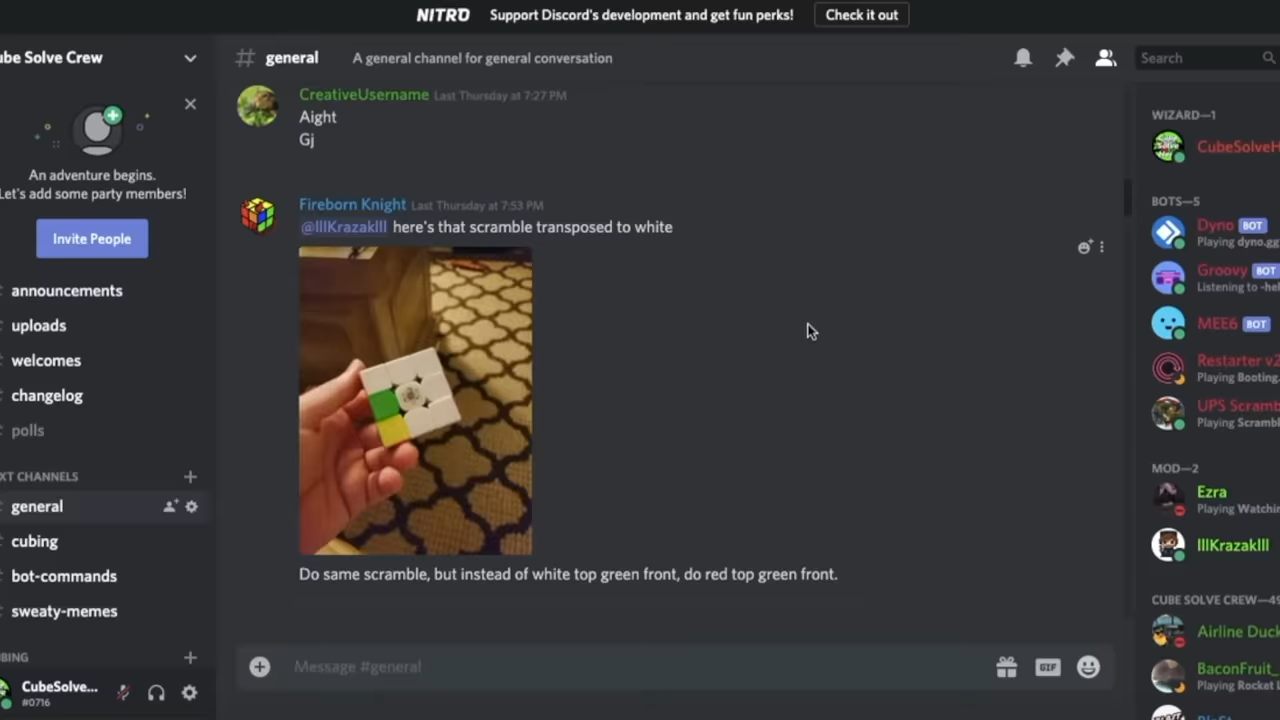 NITRO Support Discord's development and get fun perks! Check it out
Cube Solve Crew
An adventure begins.
Let's add some party members!
Invite People
announcements
uploads
welcomes
changelog
polls
general
cubing
bot-commands
sweaty-memes
CubeSolve...
#0716
# general A general channel for general conversation
Search
CreativeUsername Last Thursday at 7:27 PM
Aight
Gj
Fireborn Knight Last Thursday at 7:53 PM
@lllKrazaklll here's that scramble transposed to white
Do same scramble, but instead of white top green front, do red top green front.
Message #general
GIF
WIZARD—1
CubeSolveH
BOTS—5
Dyno BOT
Playing dyno.gg
Groovy BOT
Listening to -hel
MEE6 BOT
Restarter v2
Playing Booting.
UPS Scramb
Playing Scrambl
MOD—2
Ezra
Playing Watchin
lllKrazaklll
CUBE SOLVE CREW—49
Airline Duck
BaconFruit_
Playing Rocket L